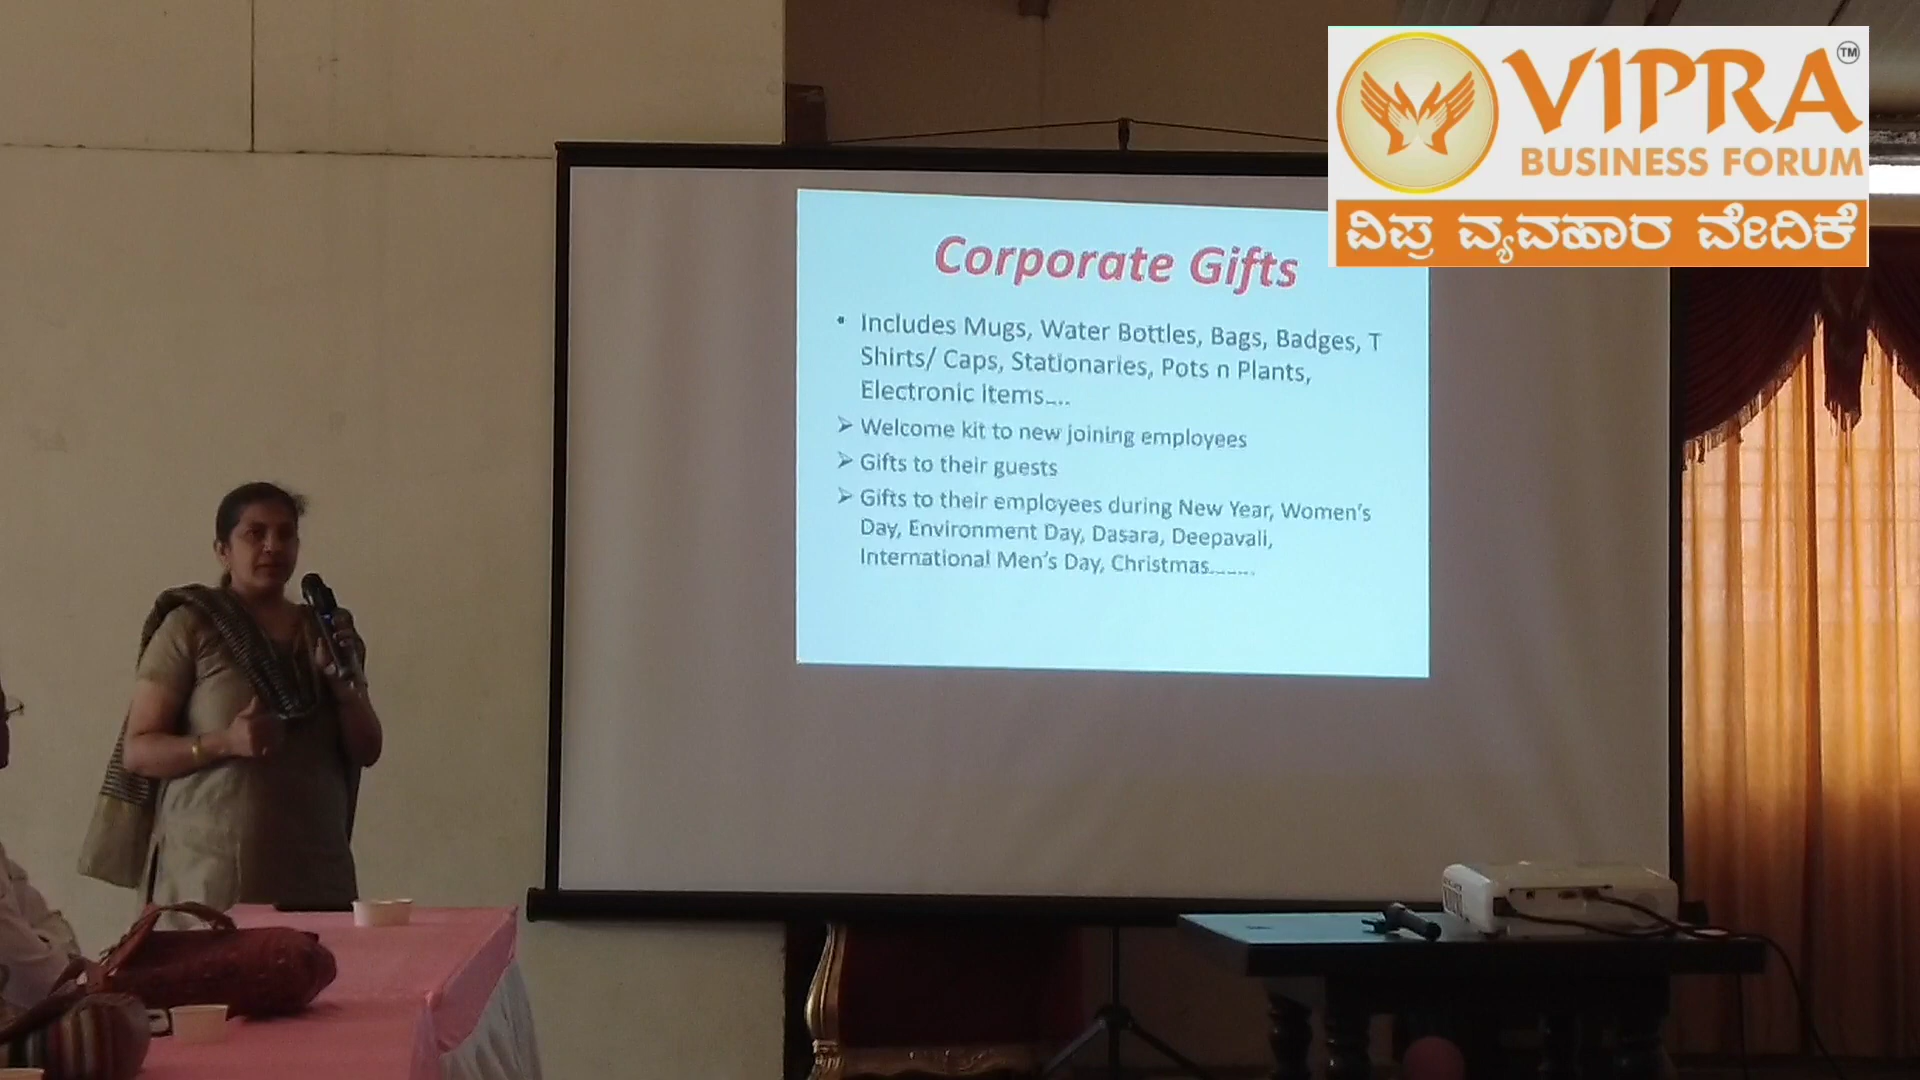 VIPRA TM
BUSINESS FORUM
ವಿಪ್ರ ವ್ಯವಹಾರ ವೇದಿಕೆ
Corporate Gifts
• Includes Mugs, Water Bottles, Bags, Badges, T
Shirts/ Caps, Stationaries, Pots n Plants,
Electronic Items.....
➢ Welcome kit to new joining employees
➢ Gifts to their guests
➢ Gifts to their employees during New Year, Women's
Day, Environment Day, Dasara, Deepavali,
International Men's Day, Christmas........